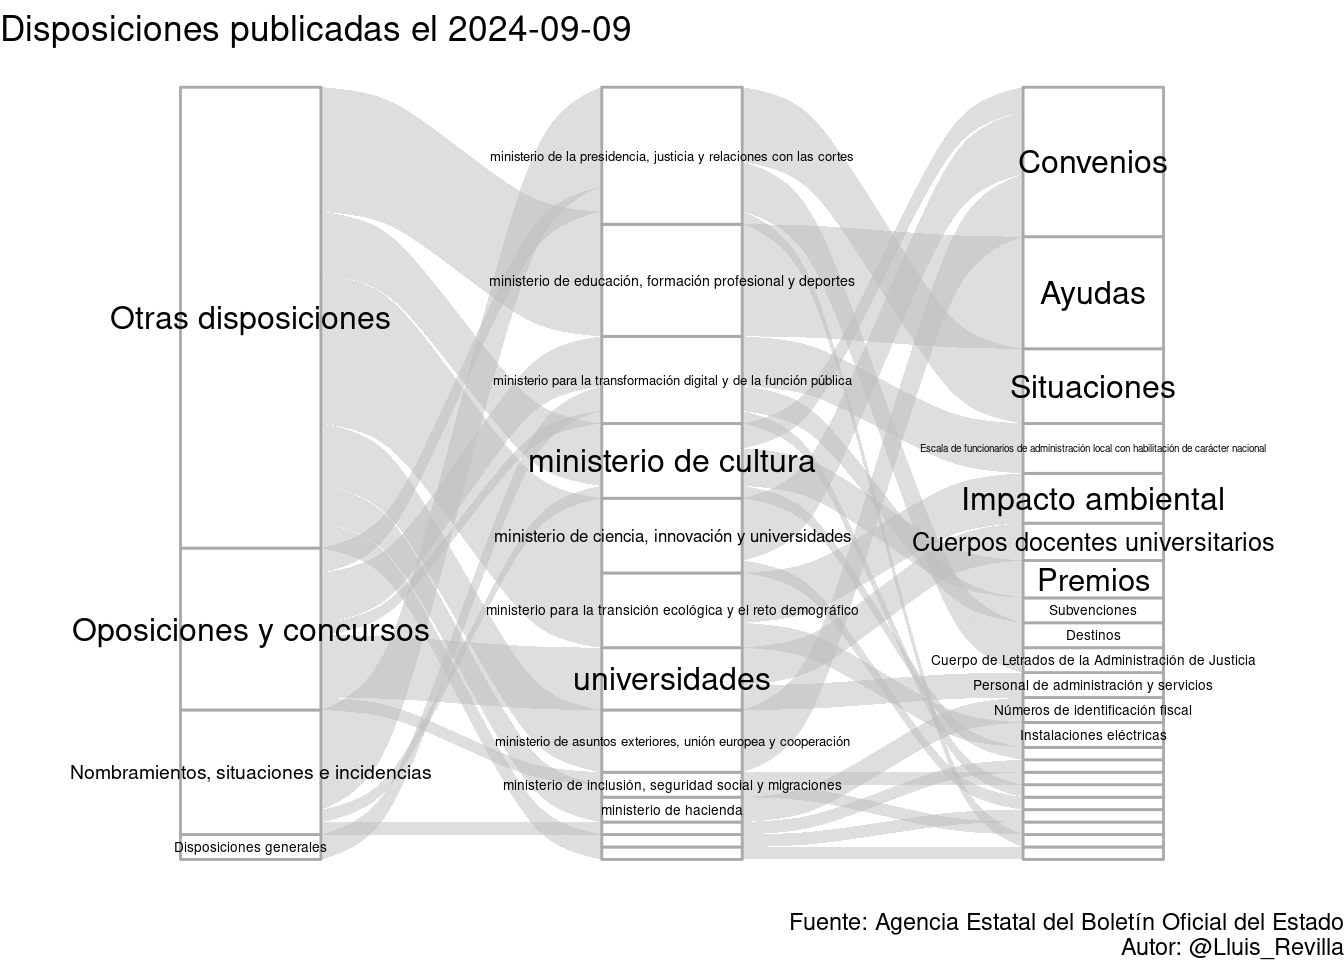 Disposiciones publicadas el 2024-09-09
Otras disposiciones
Oposiciones y concursos
Nombramientos, situaciones e incidencias
Disposiciones generales
ministerio de la presidencia, justicia y relaciones con las cortes
ministerio de educación, formación profesional y deportes
ministerio para la transformación digital y de la función pública
ministerio de cultura
ministerio de ciencia, innovación y universidades
ministerio para la transición ecológica y el reto demográfico
universidades
ministerio de asuntos exteriores, unión europea y cooperación
ministerio de inclusión, seguridad social y migraciones
ministerio de hacienda
Convenios
Ayudas
Situaciones
Escala de funcionarios de administración local con habilitación de carácter nacional
Impacto ambiental
Cuerpos docentes universitarios
Premios
Subvenciones
Destinos
Cuerpo de Letrados de la Administración de Justicia
Personal de administración y servicios
Números de identificación fiscal
Instalaciones eléctricas
Fuente: Agencia Estatal del Boletín Oficial del Estado
Autor: @Lluis_Revilla